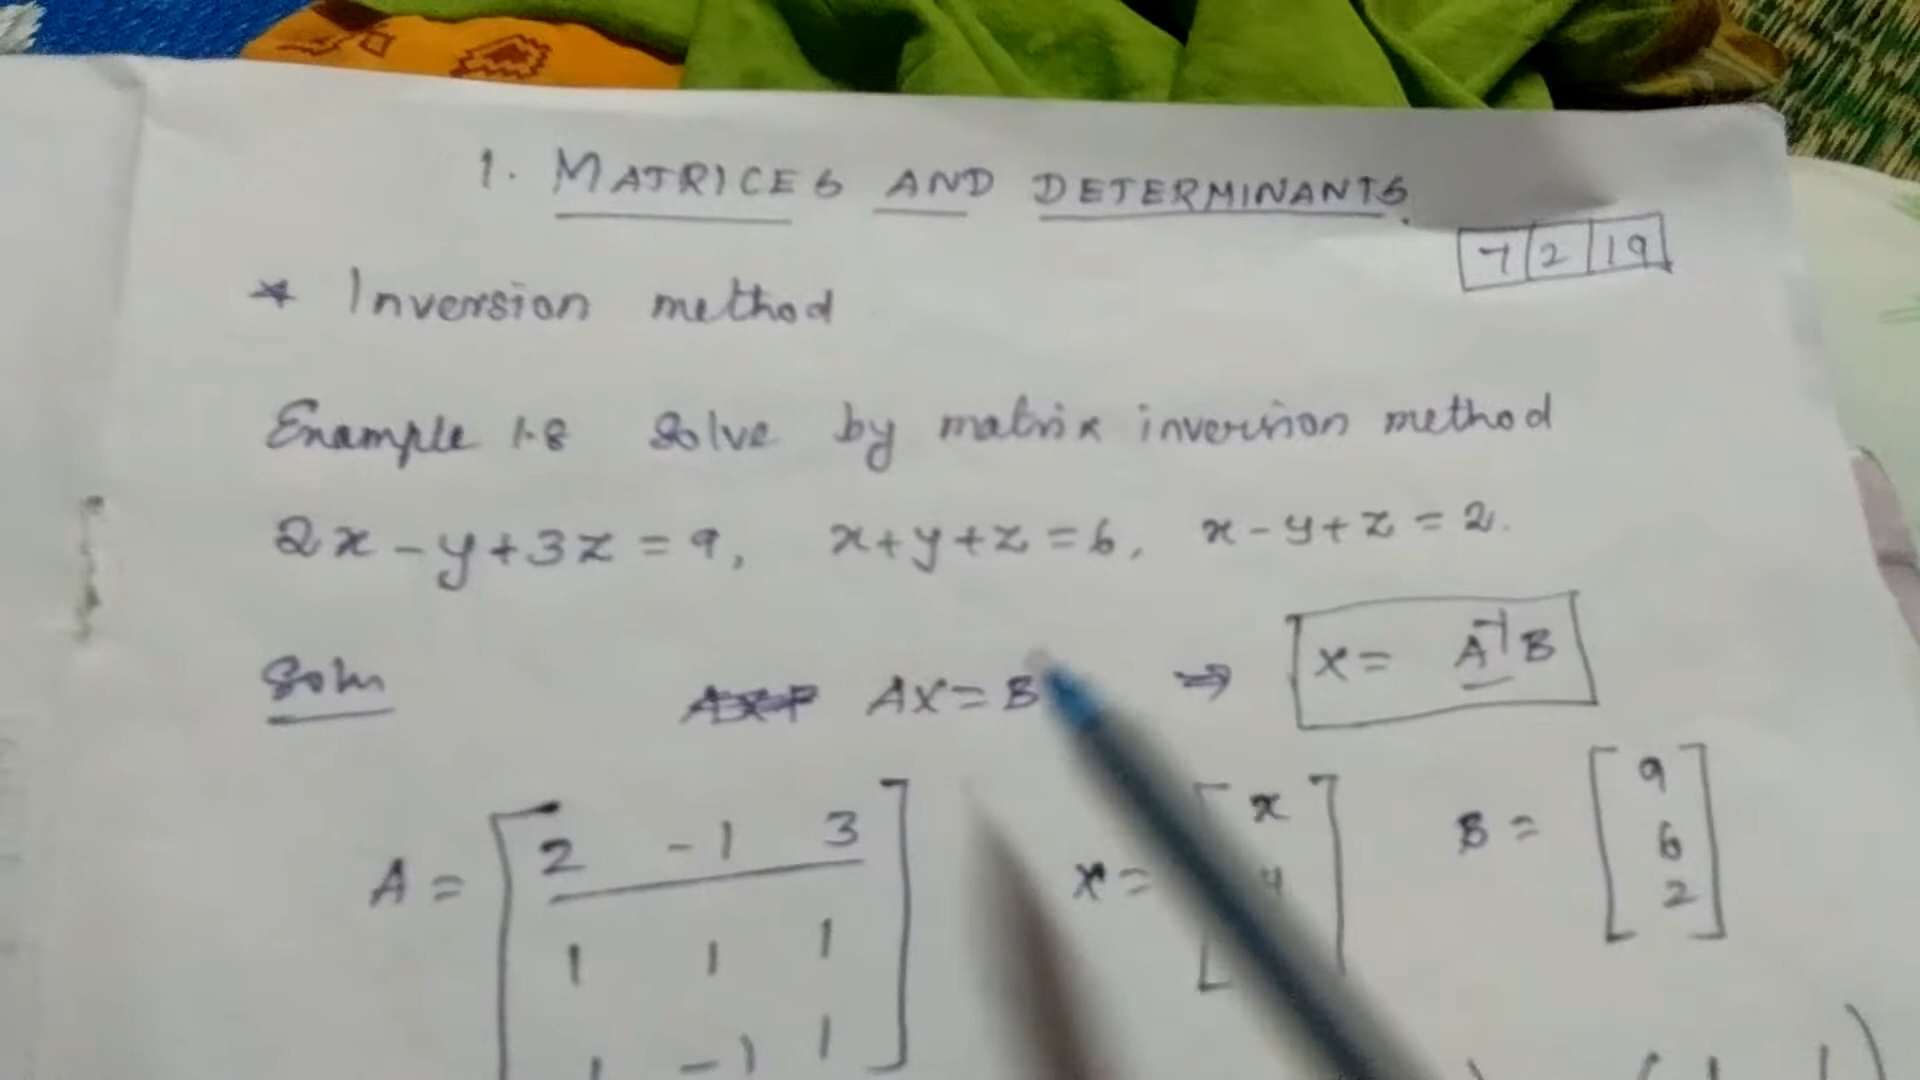 1. MATRICES AND DETERMINANTS.
7 2 19
* Inversion method
Example 1.8 Solve by matrix inversion method
2x - y + 3z = 9, x + y + z = 6, x - y + z = 2.
Soln AX = B ⇒ X = A⁻¹B
A = [2 -1 3 X = [x B = [9
1 1 1 y 6
1 -1 1] ] 2]